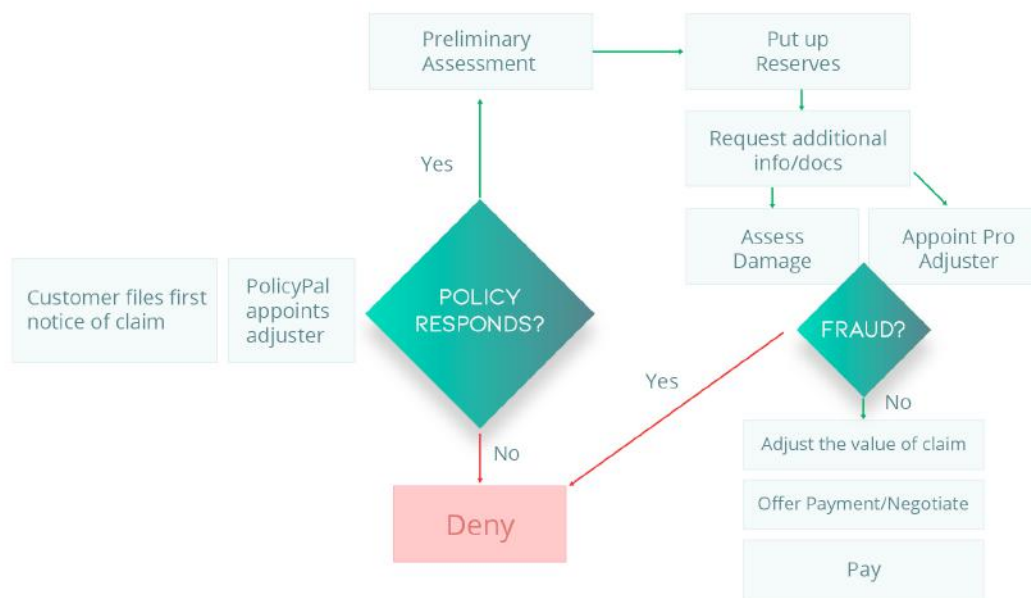 Preliminary
Assessment
Put up
Reserves
Request additional
info/docs
Yes
Assess
Damage
Appoint Pro
Adjuster
Customer files first
notice of claim
PolicyPal
appoints
adjuster
POLICY
RESPONDS?
FRAUD?
Yes
No
No
Adjust the value of claim
Offer Payment/Negotiate
Deny
Pay